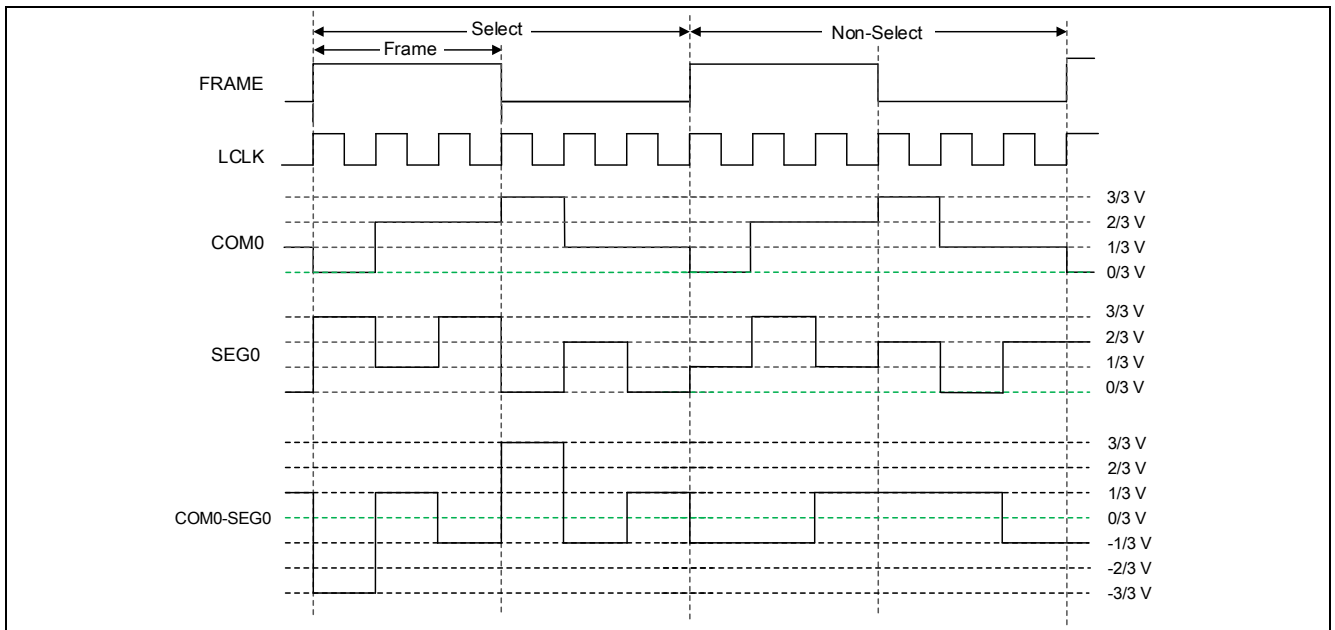 Select
Non-Select
Frame
FRAME
LCLK
COM0
3/3 V
2/3 V
1/3 V
0/3 V
SEG0
3/3 V
2/3 V
1/3 V
0/3 V
COM0-SEG0
3/3 V
2/3 V
1/3 V
0/3 V
-1/3 V
-2/3 V
-3/3 V